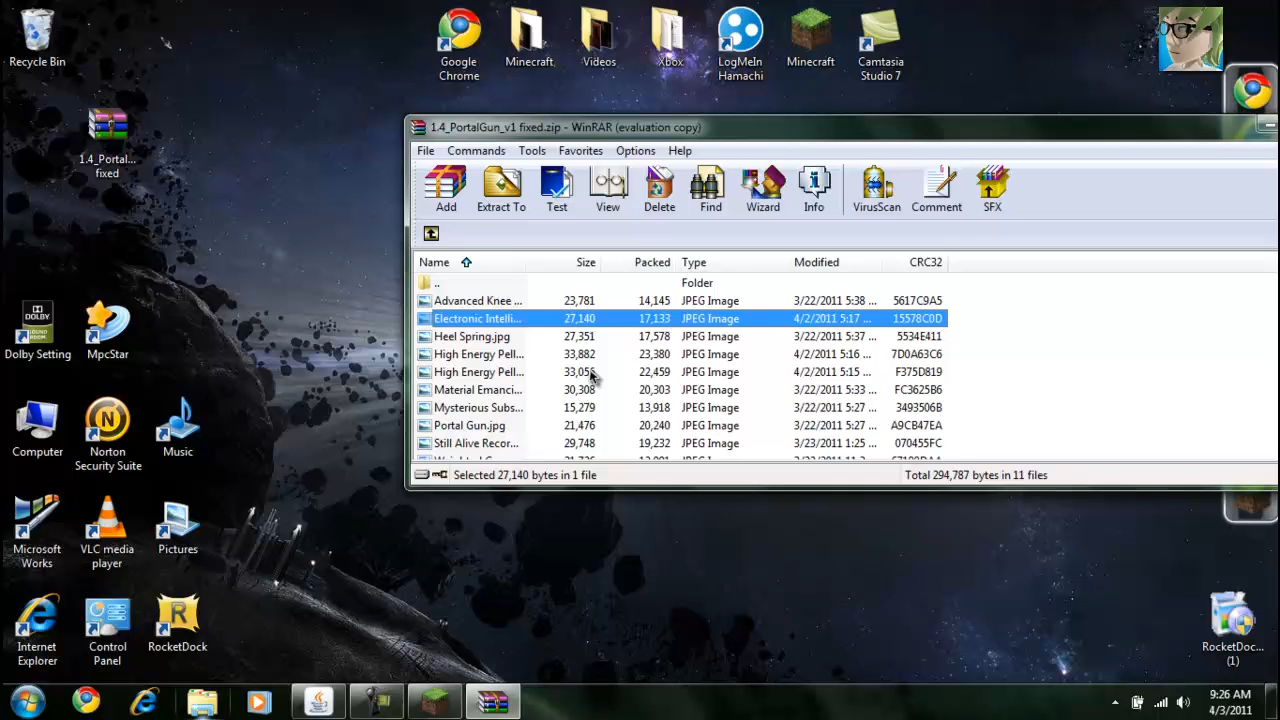 Recycle Bin
Google
Chrome
Minecraft
Videos
Xbox
LogMeIn
Hamachi
Minecraft
Camtasia
Studio 7
1.4_Portal...
fixed
1.4_PortalGun_v1 fixed.zip - WinRAR (evaluation copy)
File Commands Tools Favorites Options Help
Add Extract To Test View Delete Find Wizard Info VirusScan Comment SFX
Name Size Packed Type Modified CRC32
.. Folder
Advanced Knee ... 23,781 14,145 JPEG Image 3/22/2011 5:38 ... 5617C9A5
Electronic Intelli... 27,140 17,133 JPEG Image 4/2/2011 5:17 ... 15578C0D
Heel Spring.jpg 27,351 17,578 JPEG Image 3/22/2011 5:37 ... 5534E411
High Energy Pell... 33,882 23,380 JPEG Image 4/2/2011 5:16 ... 7D0A63C6
High Energy Pell... 22,459 JPEG Image 4/2/2011 5:15 ... F375D819
Material Emanci... 30,308 20,303 JPEG Image 3/22/2011 5:33 ... FC3625B6
Mysterious Subs... 15,279 13,918 JPEG Image 3/22/2011 5:27 ... 3493506B
Portal Gun.jpg 21,476 20,240 JPEG Image 3/22/2011 5:27 ... A9CB47EA
Still Alive Recor... 29,748 19,232 JPEG Image 3/23/2011 1:25 ... 070455FC
Selected 27,140 bytes in 1 file
Total 294,787 bytes in 11 files
DOLBY
Dolby Setting
MpcStar
Computer
Norton
Security Suite
Music
Microsoft
Works
VLC media
player
Pictures
Internet
Explorer
Control
Panel
RocketDock
RocketDoc...
(1)
9:26 AM
4/3/2011